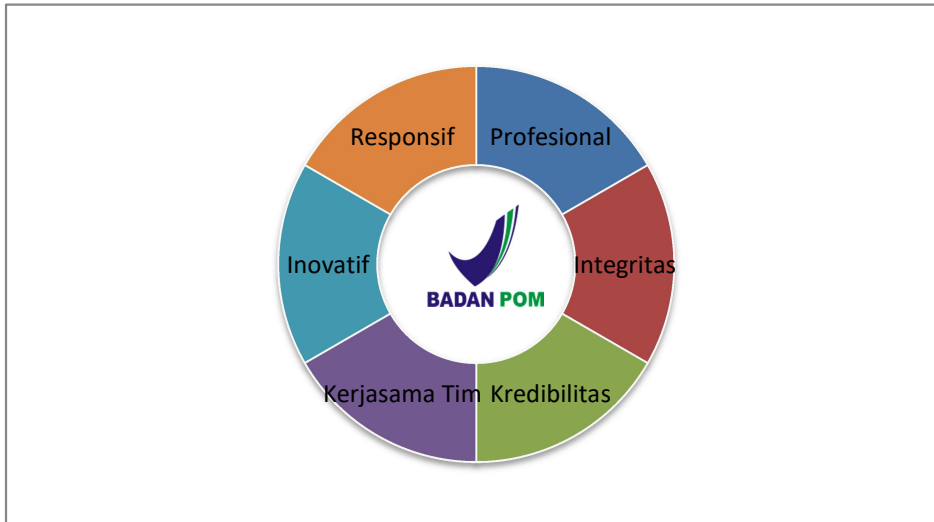 Responsif
Profesional
Inovatif
Integritas
BADAN POM
Kerjasama Tim
Kredibilitas